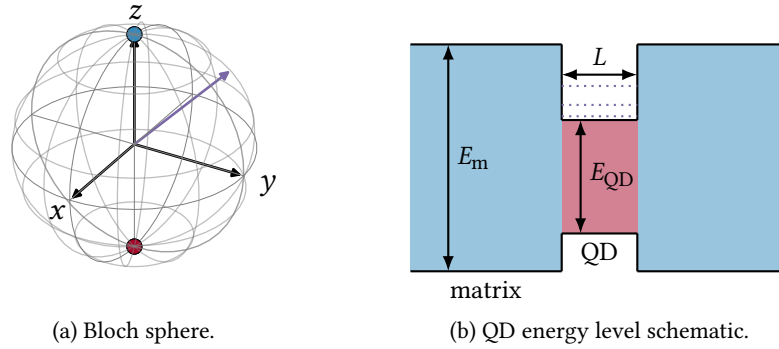 z
y
x
L
E_m
E_QD
QD
matrix
(a) Bloch sphere.
(b) QD energy level schematic.